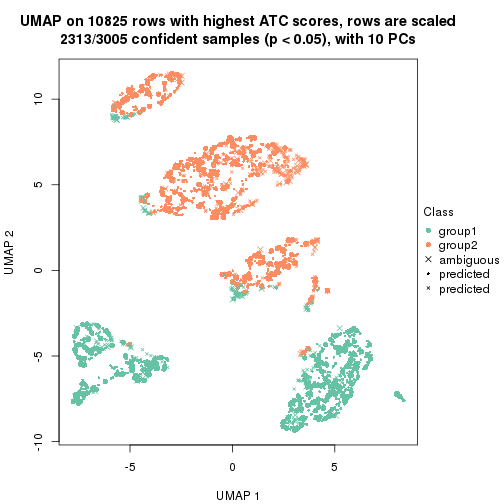 UMAP on 10825 rows with highest ATC scores, rows are scaled
2313/3005 confident samples (p < 0.05), with 10 PCs
10
5
0
-5
-10
UMAP 2
-5
0
5
UMAP 1
Class
group1
group2
ambiguous
predicted
predicted